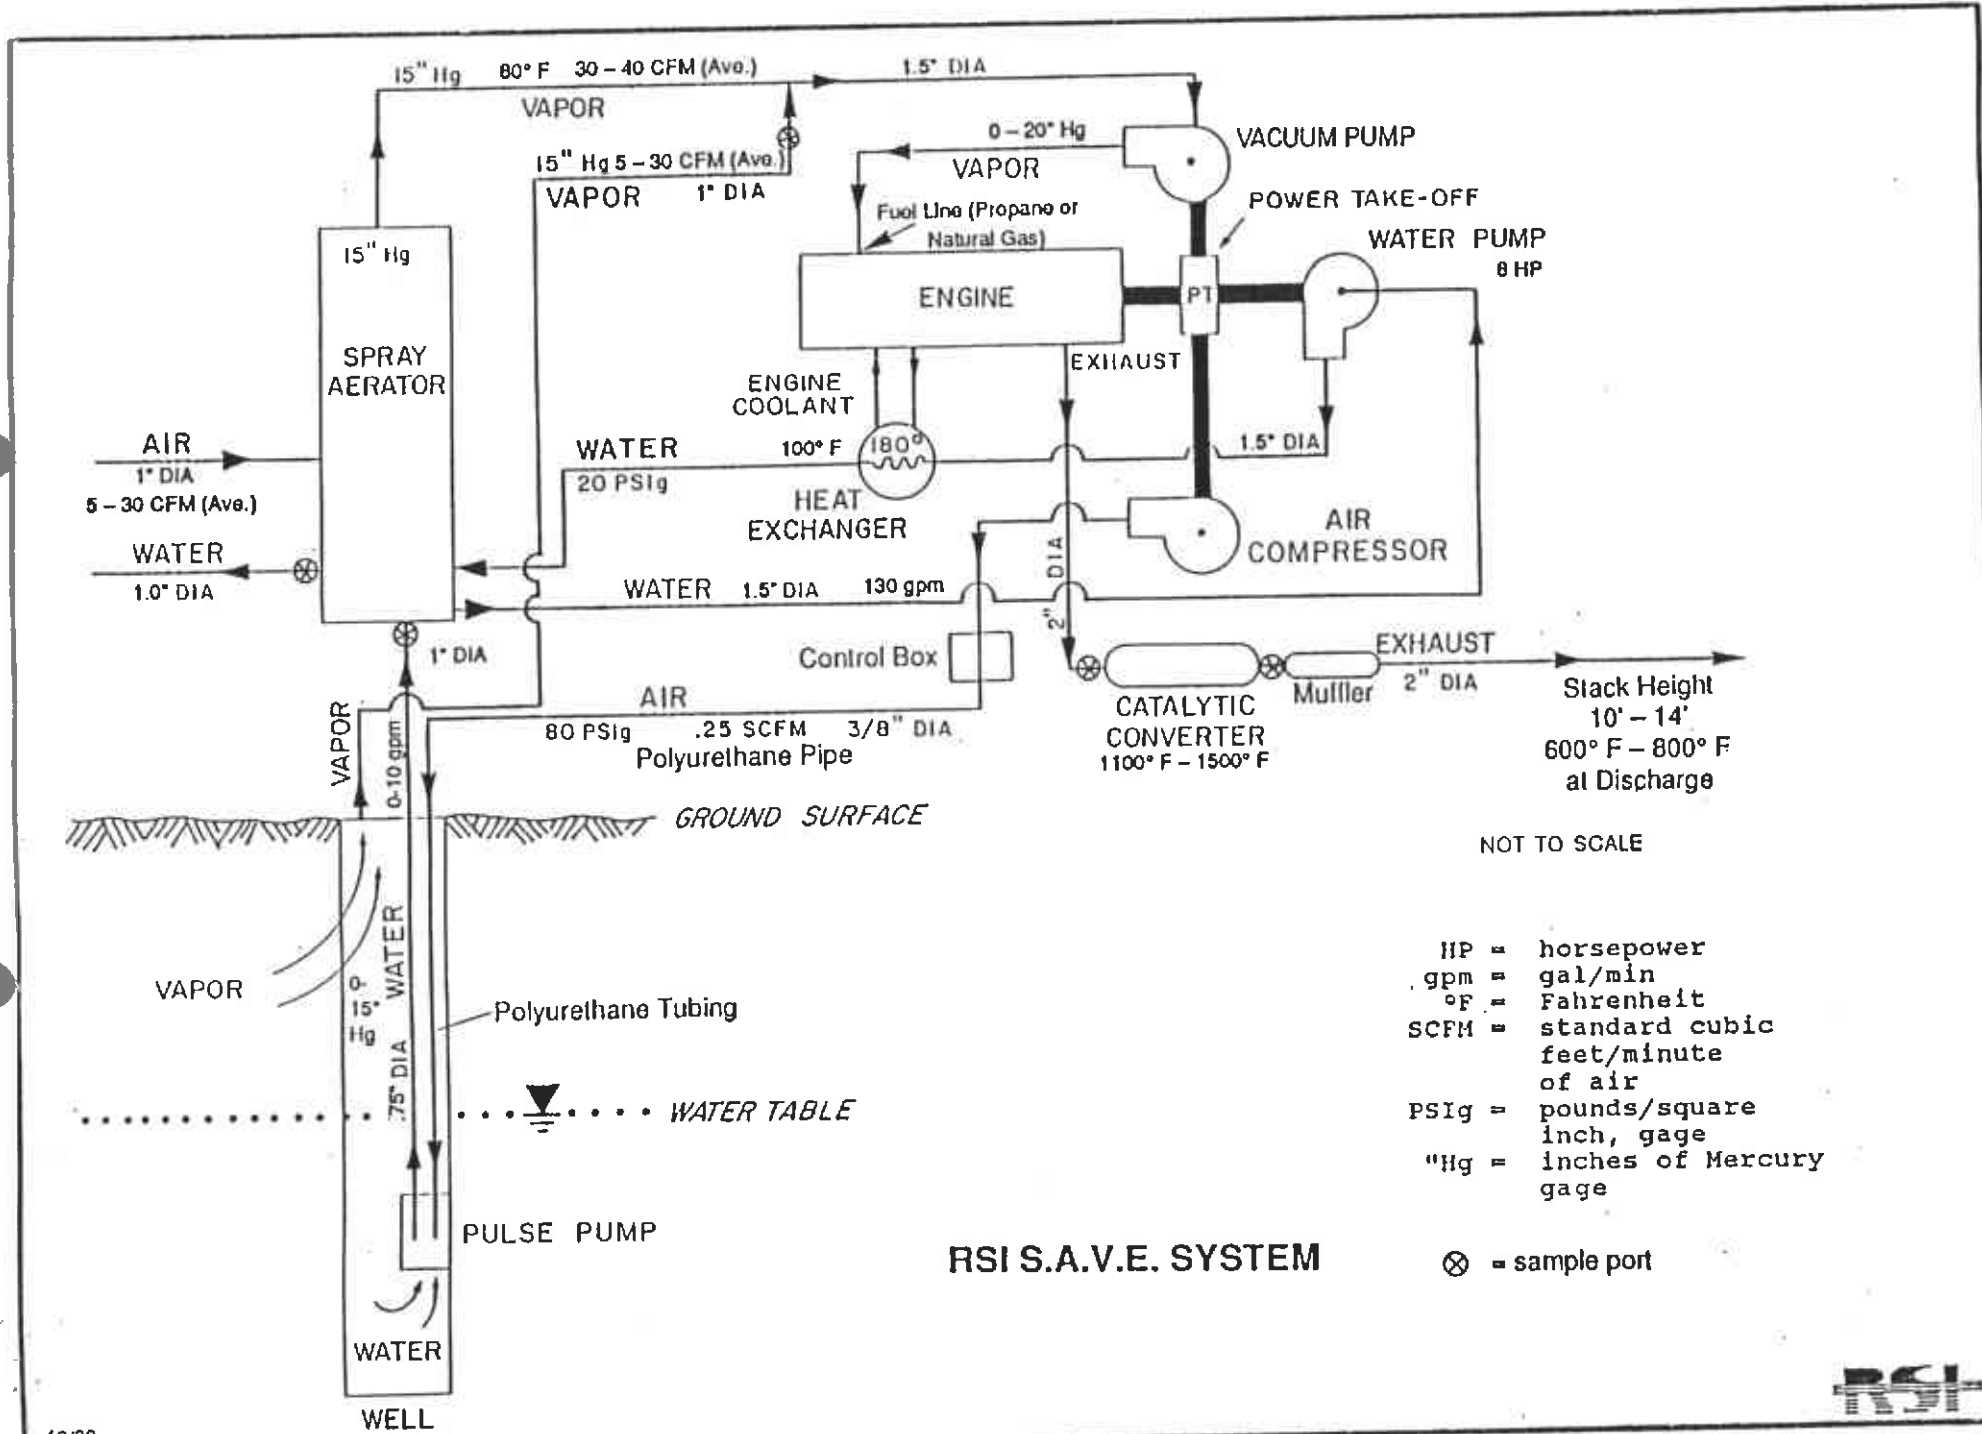 15" Hg 80° F 30 – 40 CFM (Ave.) 1.5" DIA
VAPOR
0 – 20" Hg
VAPOR
VACUUM PUMP
15" Hg 5 – 30 CFM (Ave.)
VAPOR 1" DIA
POWER TAKE-OFF
Fuel Line (Propane or
Natural Gas)
WATER PUMP
8 HP
15" Hg
ENGINE
PT
SPRAY
AERATOR
EXHAUST
ENGINE
COOLANT
AIR
1" DIA
5 – 30 CFM (Ave.)
WATER 100° F
20 PSIg
180°
1.5" DIA
HEAT
EXCHANGER
AIR
COMPRESSOR
WATER
1.0" DIA
WATER 1.5" DIA 130 gpm
2" DIA
1" DIA
Control Box
EXHAUST
2" DIA
Muffler
CATALYTIC
CONVERTER
1100° F – 1500° F
Stack Height
10' – 14'
600° F – 800° F
at Discharge
AIR
80 PSIg .25 SCFM 3/8" DIA
Polyurethane Pipe
VAPOR
0-10 gpm
GROUND SURFACE
NOT TO SCALE
VAPOR
0-
15"
Hg
.75" DIA WATER
Polyurethane Tubing
WATER TABLE
PULSE PUMP
WATER
WELL
HP = horsepower
gpm = gal/min
°F = Fahrenheit
SCFM = standard cubic
feet/minute
of air
PSIg = pounds/square
inch, gage
"Hg = inches of Mercury
gage
RSI S.A.V.E. SYSTEM
⊗ = sample port
RSI